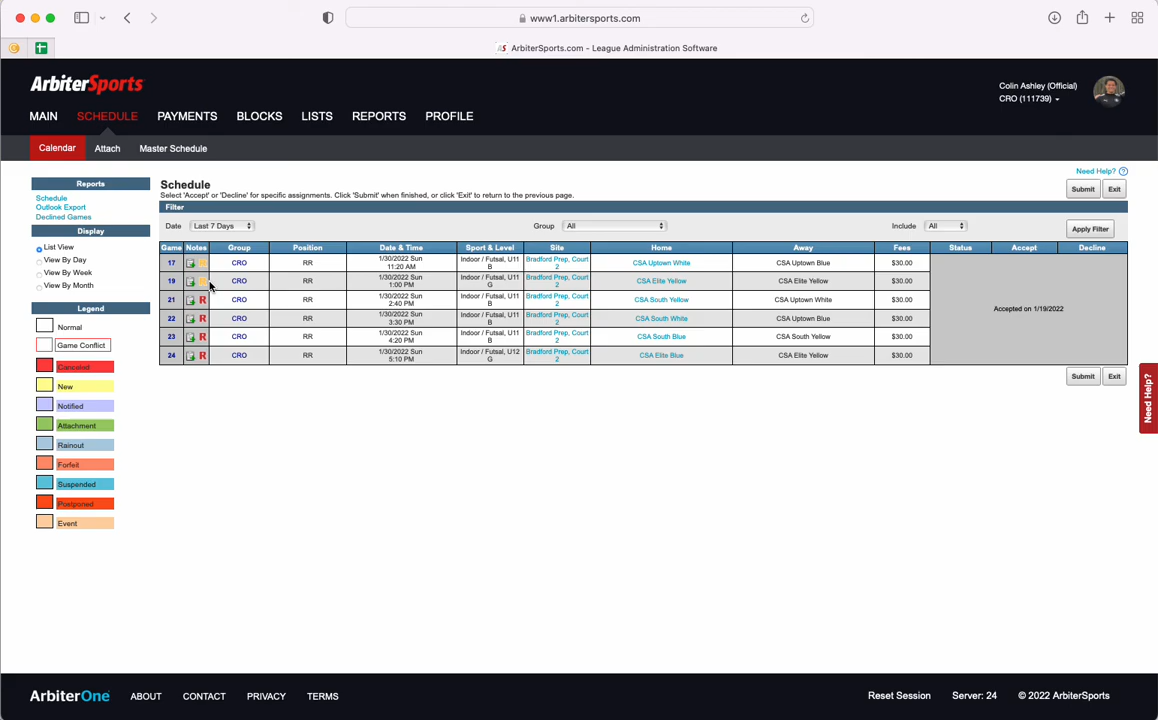 www1.arbitersports.com
ArbiterSports.com - League Administration Software
ArbiterSports
Colin Ashley (Official)
CRO (111739)
MAIN SCHEDULE PAYMENTS BLOCKS LISTS REPORTS PROFILE
Calendar Attach Master Schedule
Need Help?
Reports
Schedule
Outlook Export
Declined Games
Display
List View
View By Day
View By Week
View By Month
Legend
Normal
Game Conflict
Canceled
New
Notified
Attachment
Rainout
Forfeit
Suspended
Postponed
Event
Schedule
Select 'Accept' or 'Decline' for specific assignments. Click 'Submit' when finished, or click 'Exit' to return to the previous page.
Submit Exit
Filter
Date Last 7 Days Group All Include All Apply Filter
Game Notes Group Position Date & Time Sport & Level Site Home Away Fees Status Accept Decline
17 CRO RR 1/30/2022 Sun 11:20 AM Indoor / Futsal, U11 B Bradford Prep, Court 2 CSA Uptown White CSA Uptown Blue $30.00
19 CRO RR 1/30/2022 Sun 1:00 PM Indoor / Futsal, U11 G Bradford Prep, Court 2 CSA Elite Yellow CSA Elite Yellow $30.00
21 R CRO RR 1/30/2022 Sun 2:40 PM Indoor / Futsal, U11 B Bradford Prep, Court 2 CSA South Yellow CSA Uptown White $30.00
22 R CRO RR 1/30/2022 Sun 3:30 PM Indoor / Futsal, U11 B Bradford Prep, Court 2 CSA South White CSA Uptown Blue $30.00
23 R CRO RR 1/30/2022 Sun 4:20 PM Indoor / Futsal, U11 B Bradford Prep, Court 2 CSA South Blue CSA South Yellow $30.00
24 R CRO RR 1/30/2022 Sun 5:10 PM Indoor / Futsal, U12 G Bradford Prep, Court 2 CSA Elite Blue CSA Elite Yellow $30.00
Accepted on 1/19/2022
Submit Exit
Need Help?
ArbiterOne ABOUT CONTACT PRIVACY TERMS
Reset Session Server: 24 © 2022 ArbiterSports